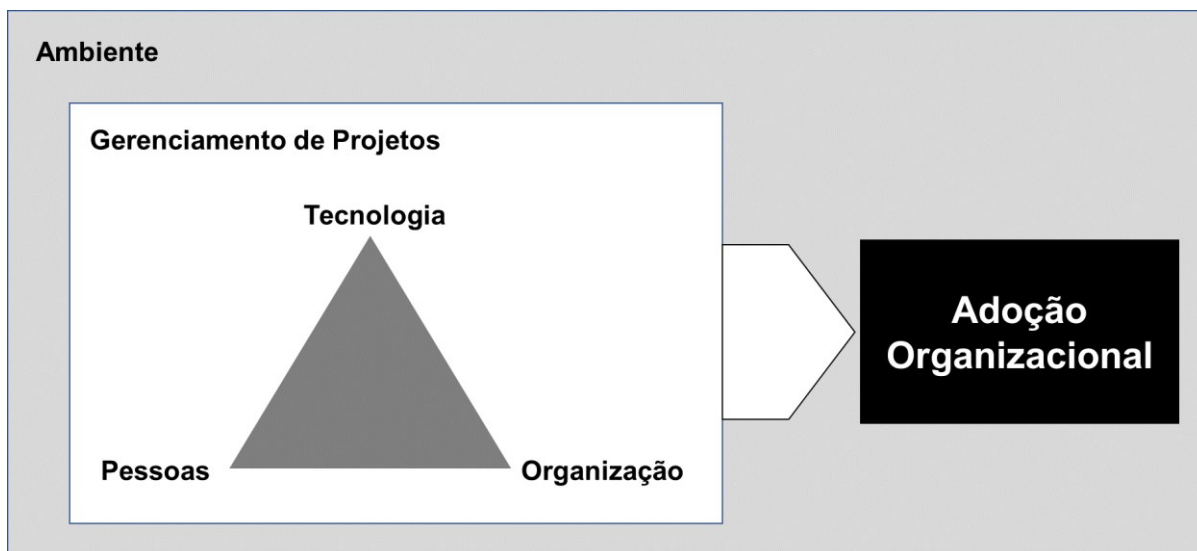 Ambiente
Gerenciamento de Projetos
Tecnologia
Adoção
Organizacional
Pessoas
Organização